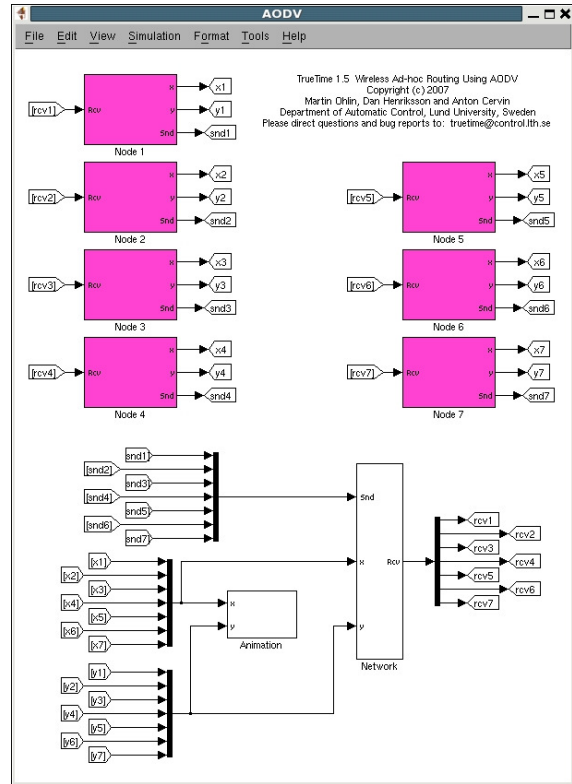 AODV
File Edit View Simulation Format Tools Help
TrueTime 1.5 Wireless Ad-hoc Routing Using AODV
Copyright (c) 2007
Martin Ohlin, Dan Henriksson and Anton Cervin
Department of Automatic Control, Lund University, Sweden
Please direct questions and bug reports to: truetime@control.lth.se
[rcv1] Rcv x y Snd x1 y1 snd1
Node 1
[rcv2] Rcv x y Snd x2 y2 snd2
Node 2
[rcv3] Rcv x y Snd x3 y3 snd3
Node 3
[rcv4] Rcv x y Snd x4 y4 snd4
Node 4
[rcv5] Rcv x y Snd x5 y5 snd5
Node 5
[rcv6] Rcv x y Snd x6 y6 snd6
Node 6
[rcv7] Rcv x y Snd x7 y7 snd7
Node 7
snd1]
[snd2]
snd3]
[snd4]
snd5]
[snd6]
snd7]
[x1]
[x2]
[x3]
[x4]
[x5]
[x6]
[x7]
[y1]
[y2]
[y3]
[y4]
[y5]
[y6]
[y7]
x
y
Animation
Snd
x
y
Rcv
Network
rcv1
rcv2
rcv3
rcv4
rcv5
rcv6
rcv7